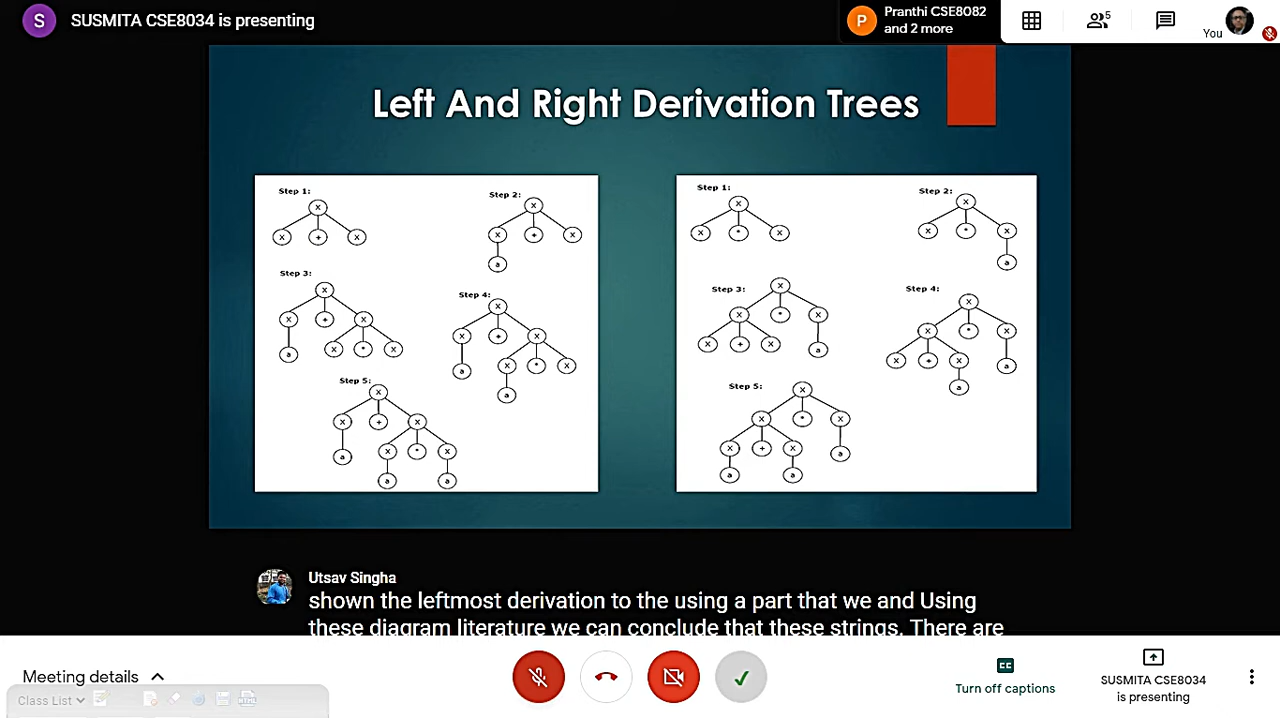 S
SUSMITA CSE8034 is presenting
P
Pranthi CSE8082
and 2 more
5
You
Left And Right Derivation Trees
Step 1:
X
X + X
Step 2:
X
X + X
a
Step 3:
X
X + X
a X * X
Step 4:
X
X + X
a X * X
a
Step 5:
X
X + X
a X * X
a a
Step 1:
X
X * X
Step 2:
X
X * X
a
Step 3:
X
X * X
X + X a
Step 4:
X
X * X
X + X a
a
Step 5:
X
X * X
X + X a
a a
Utsav Singha
shown the leftmost derivation to the using a part that we and Using
these diagram literature we can conclude that these strings. There are
Meeting details
Class List
CC
Turn off captions
SUSMITA CSE8034
is presenting